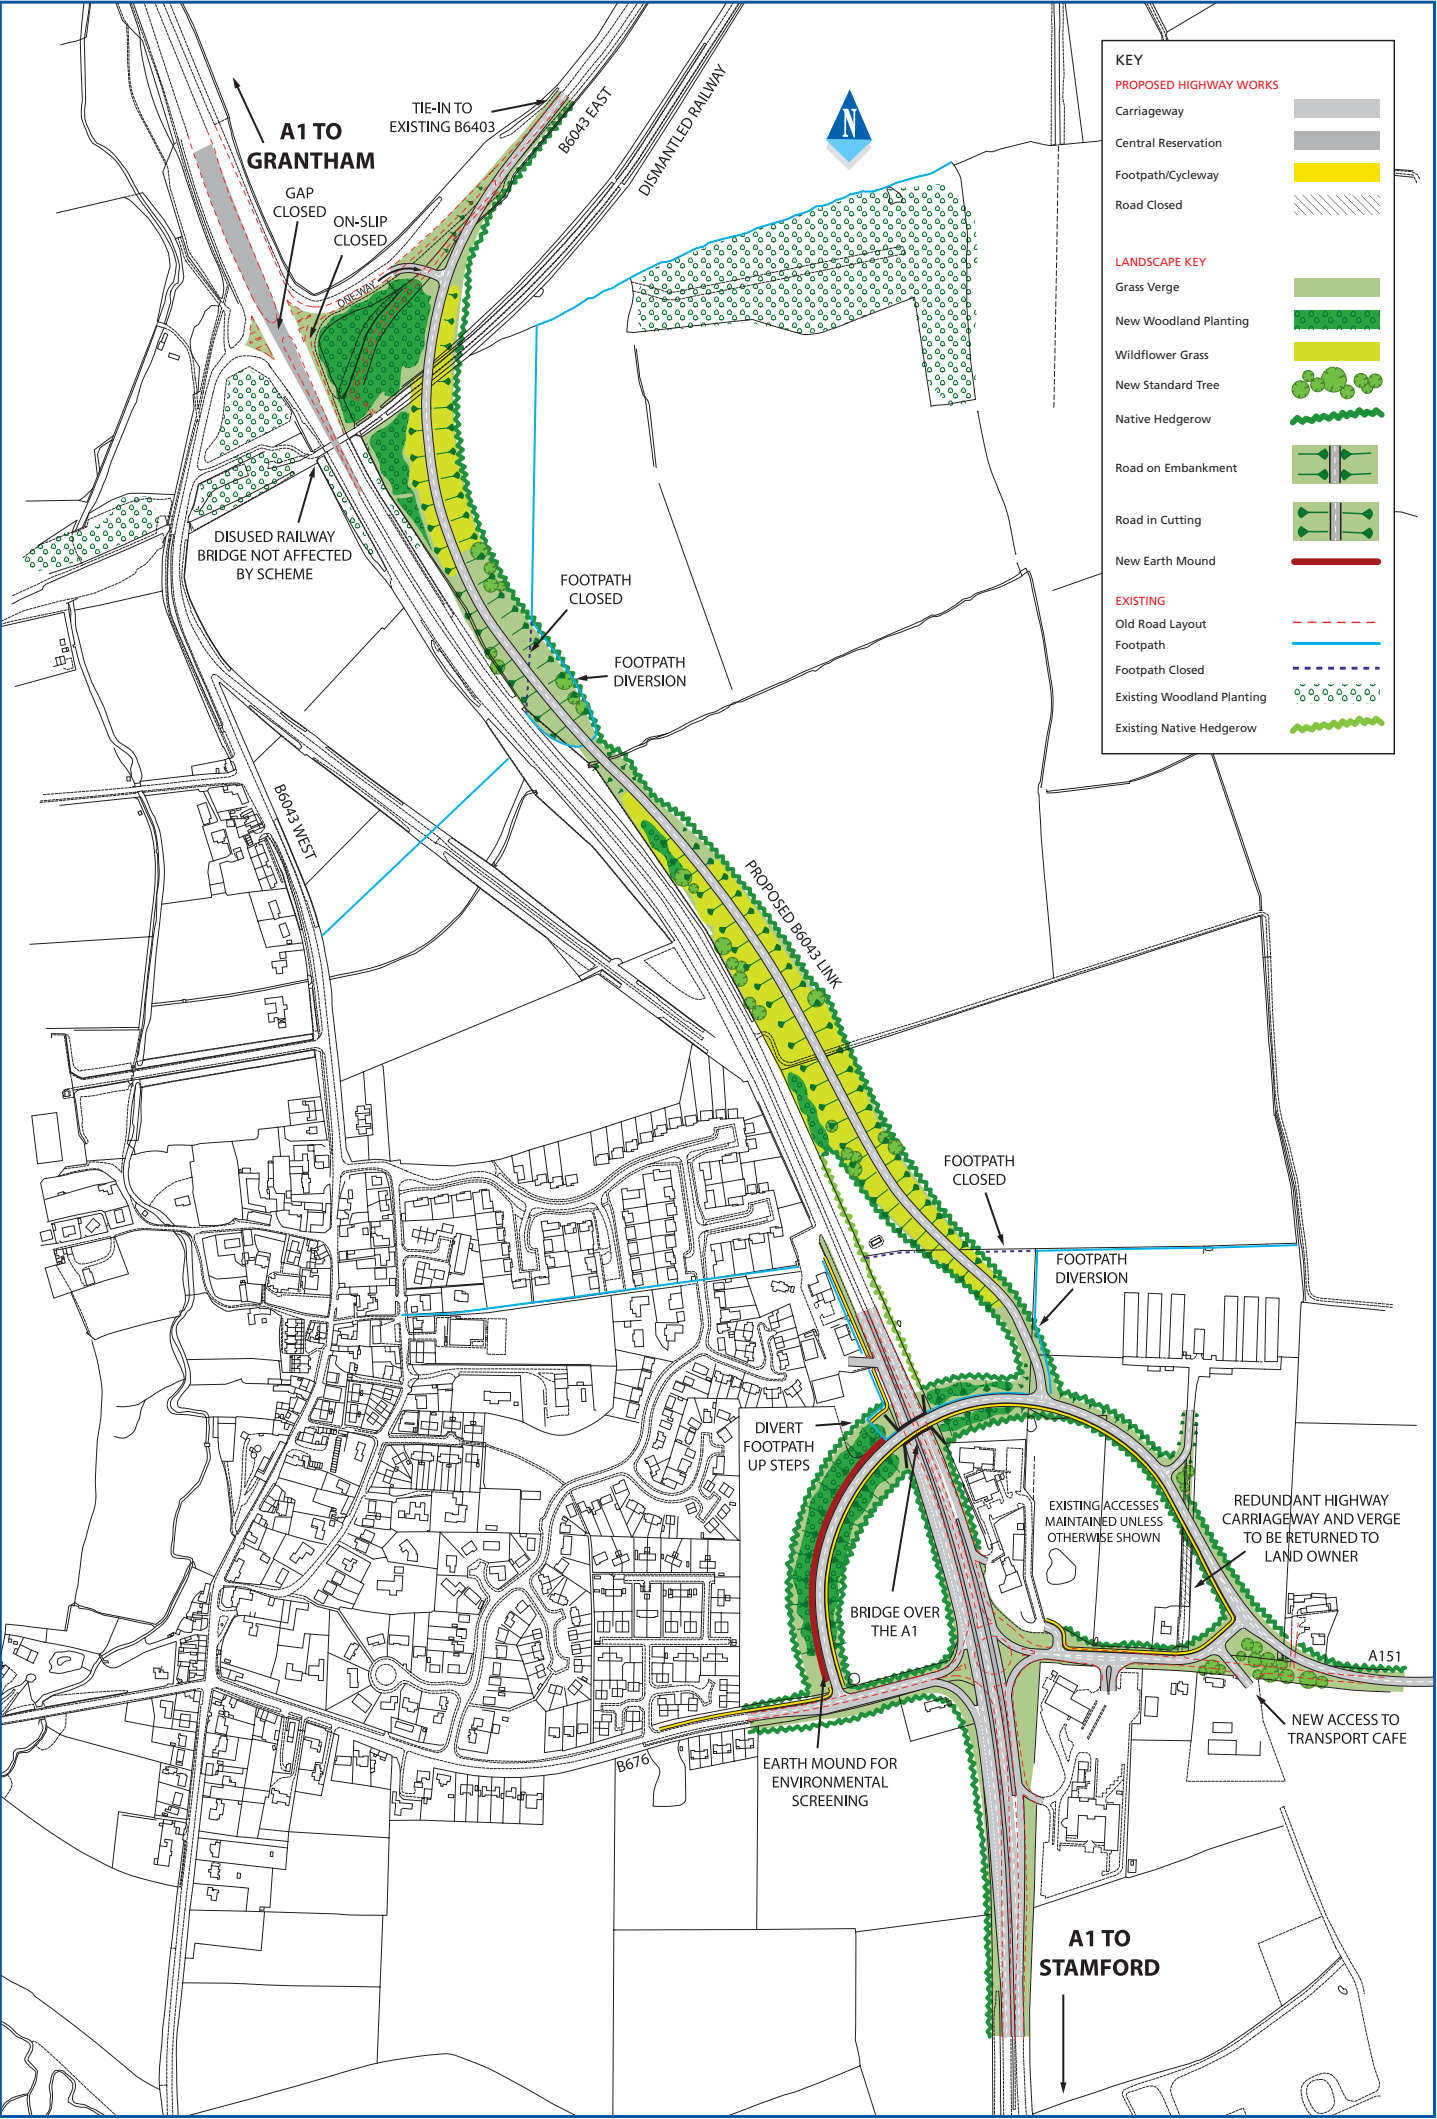 TIE-IN TO
EXISTING B6403
B6043 EAST
DISMANTLED RAILWAY
N
A1 TO
GRANTHAM
GAP
CLOSED
ON-SLIP
CLOSED
ONE-WAY
DISUSED RAILWAY
BRIDGE NOT AFFECTED
BY SCHEME
FOOTPATH
CLOSED
FOOTPATH
DIVERSION
B6043 WEST
PROPOSED B6043 LINK
FOOTPATH
CLOSED
FOOTPATH
DIVERSION
DIVERT
FOOTPATH
UP STEPS
EXISTING ACCESSES
MAINTAINED UNLESS
OTHERWISE SHOWN
REDUNDANT HIGHWAY
CARRIAGEWAY AND VERGE
TO BE RETURNED TO
LAND OWNER
BRIDGE OVER
THE A1
A151
NEW ACCESS TO
TRANSPORT CAFE
B676
EARTH MOUND FOR
ENVIRONMENTAL
SCREENING
A1 TO
STAMFORD
KEY
PROPOSED HIGHWAY WORKS
Carriageway
Central Reservation
Footpath/Cycleway
Road Closed
LANDSCAPE KEY
Grass Verge
New Woodland Planting
Wildflower Grass
New Standard Tree
Native Hedgerow
Road on Embankment
Road in Cutting
New Earth Mound
EXISTING
Old Road Layout
Footpath
Footpath Closed
Existing Woodland Planting
Existing Native Hedgerow